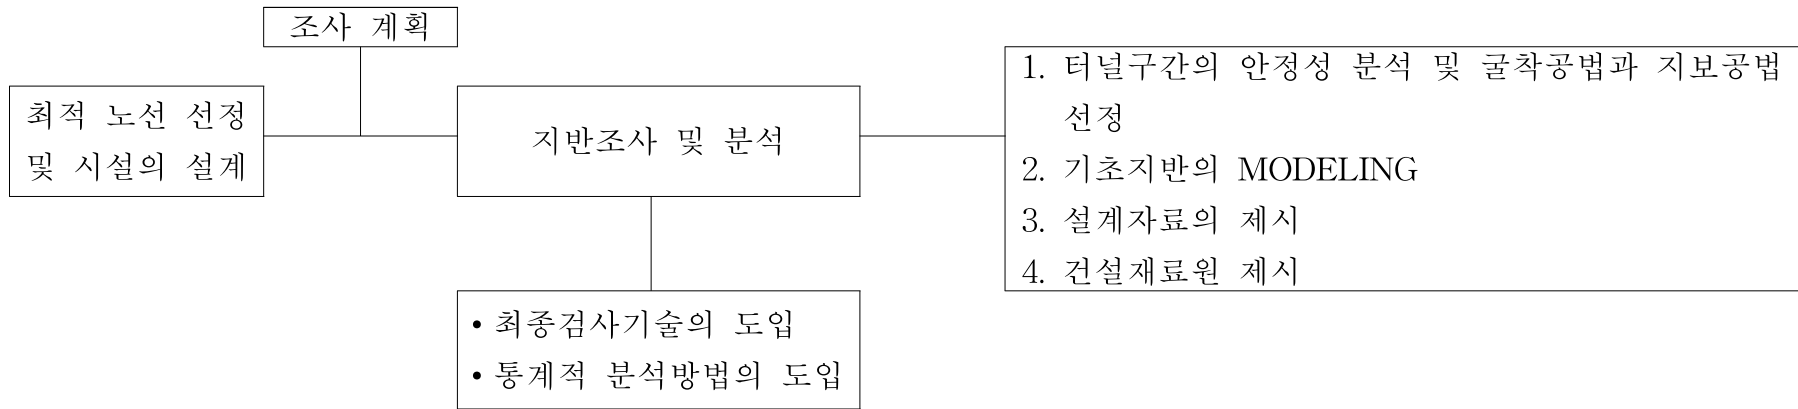 조사 계획
최적 노선 선정
및 시설의 설계
지반조사 및 분석
1. 터널구간의 안정성 분석 및 굴착공법과 지보공법
선정
2. 기초지반의 MODELING
3. 설계자료의 제시
4. 건설재료원 제시
• 최종검사기술의 도입
• 통계적 분석방법의 도입